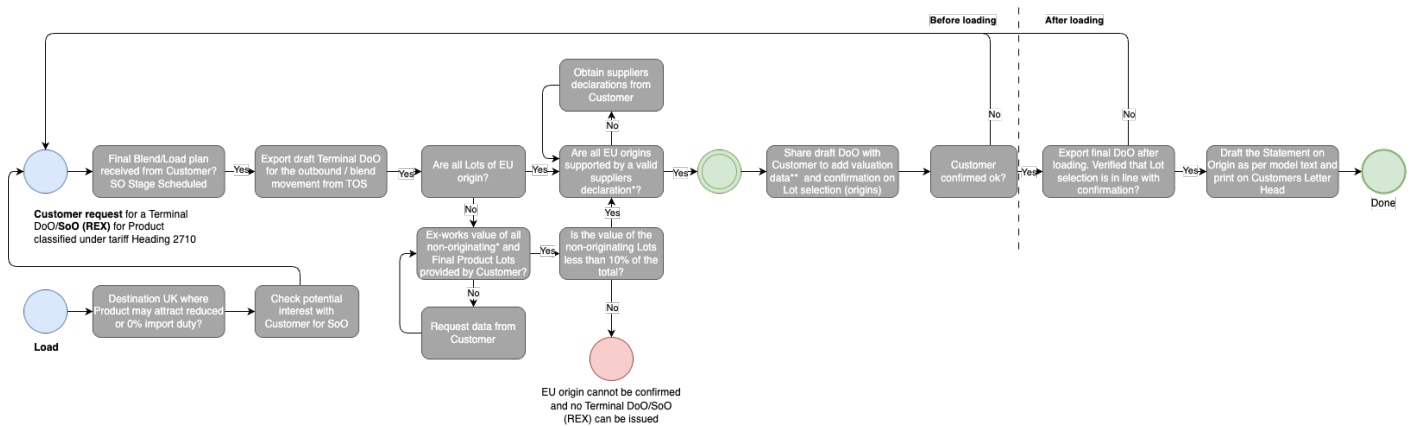 Before loading
After loading
Obtain suppliers
declarations from
Customer
No
No
No
Final Blend/Load plan
received from Customer?
SO Stage Scheduled
Yes
Export draft Terminal DoO
for the outbound / blend
movement from TOS
Yes
Are all Lots of EU
origin?
Yes
Are all EU origins
supported by a valid
suppliers
declaration*?
Yes
Share draft DoO with
Customer to add valuation
data** and confirmation on
Lot selection (origins)
Customer
confirmed ok?
Yes
Export final DoO after
loading. Verified that Lot
selection is in line with
confirmation?
Yes
Draft the Statement on
Origin as per model text and
print on Customers Letter
Head
Done
Customer request for a Terminal
DoO/SoO (REX) for Product
classified under tariff Heading 2710
No
Yes
Ex-works value of all
non-originating* and
Final Product Lots
provided by Customer?
Yes
Is the value of the
non-originating Lots
less than 10% of the
total?
No
No
Destination UK where
Product may attract reduced
or 0% import duty?
Check potential
interest with
Customer for SoO
Request data from
Customer
Load
EU origin cannot be confirmed
and no Terminal DoO/SoO
(REX) can be issued